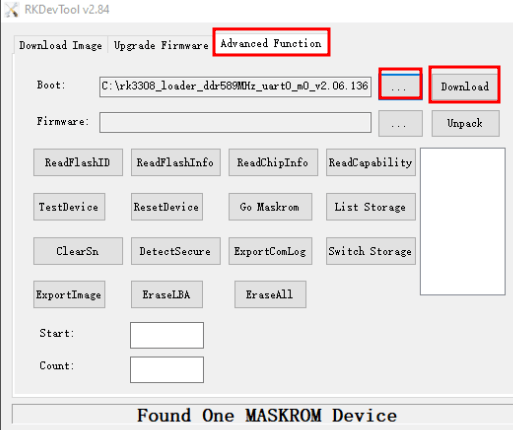 RKDevTool v2.84
Download Image Upgrade Firmware Advanced Function
Boot: C:\rk3308_loader_ddr589MHz_uart0_m0_v2.06.136 ... Download
Firmware: ... Unpack
ReadFlashID ReadFlashInfo ReadChipInfo ReadCapability
TestDevice ResetDevice Go Maskrom List Storage
ClearSn DetectSecure ExportComLog Switch Storage
ExportImage EraseLBA EraseAll
Start:
Count:
Found One MASKROM Device